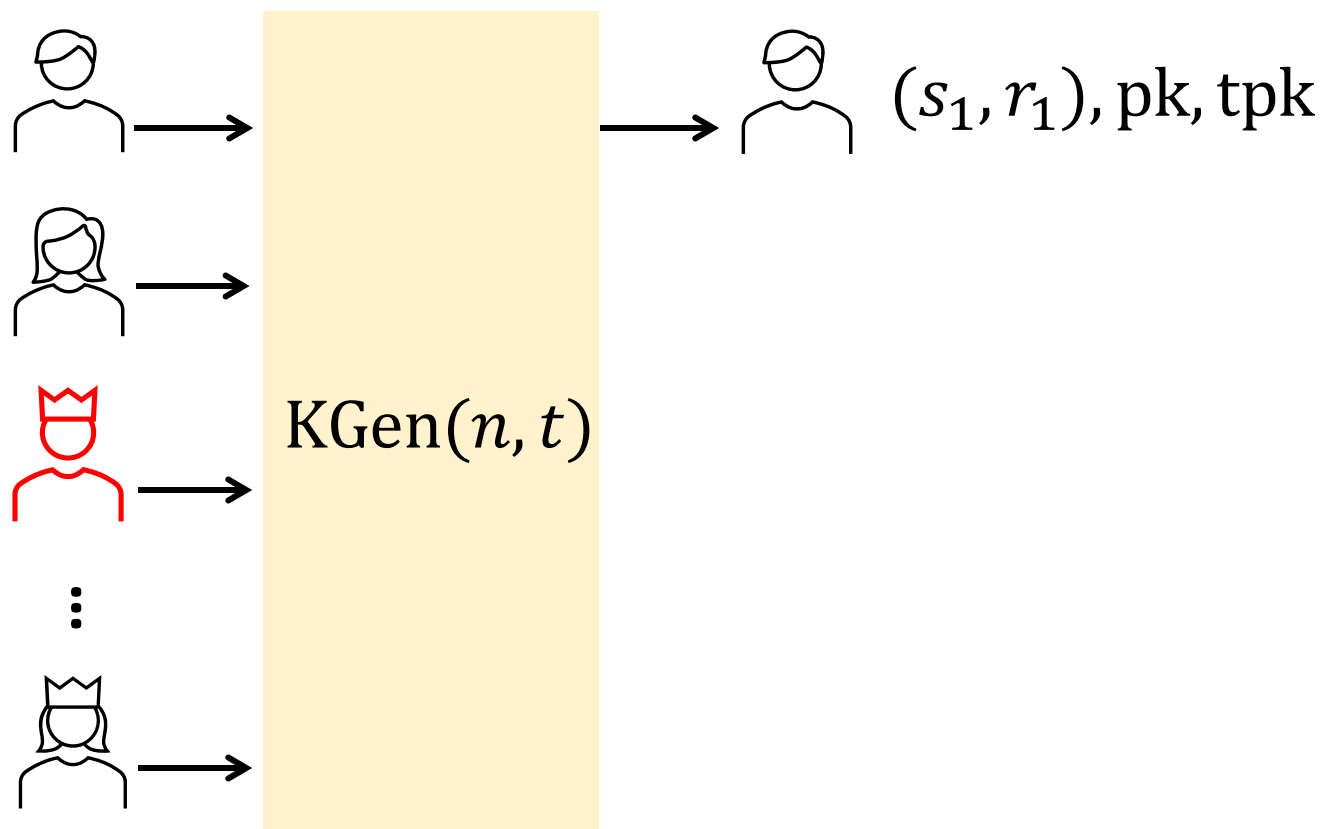 (s₁, r₁), pk, tpk
KGen(n, t)